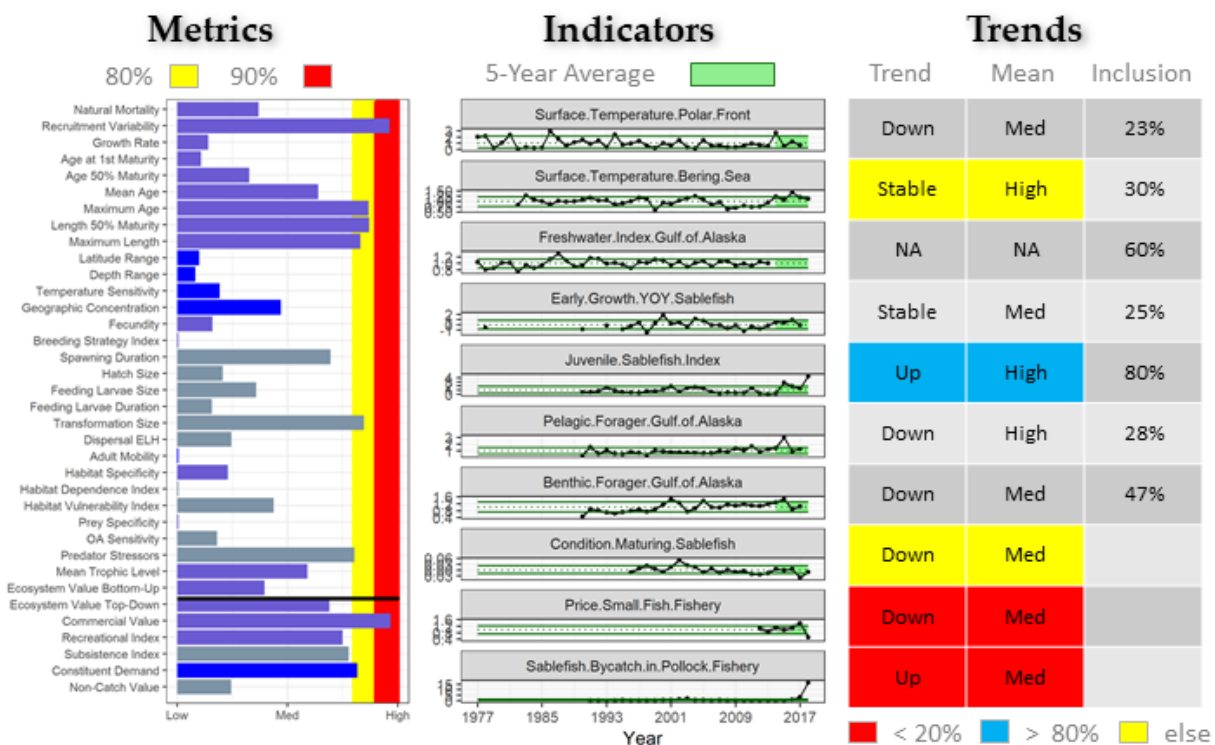 Metrics
80% 90%
Natural Mortality
Recruitment Variability
Growth Rate
Age at 1st Maturity
Age 50% Maturity
Mean Age
Maximum Age
Length 50% Maturity
Maximum Length
Latitude Range
Depth Range
Temperature Sensitivity
Geographic Concentration
Fecundity
Breeding Strategy Index
Spawning Duration
Hatch Size
Feeding Larvae Size
Feeding Larvae Duration
Transformation Size
Dispersal ELH
Adult Mobility
Habitat Specificity
Habitat Dependence Index
Habitat Vulnerability Index
Prey Specificity
OA Sensitivity
Predator Stressors
Mean Trophic Level
Ecosystem Value Bottom-Up
Ecosystem Value Top-Down
Commercial Value
Recreational Index
Subsistence Index
Constituent Demand
Non-Catch Value
Low Med High
Indicators
5-Year Average
Surface.Temperature.Polar.Front
Surface.Temperature.Bering.Sea
Freshwater.Index.Gulf.of.Alaska
Early.Growth.YOY.Sablefish
Juvenile.Sablefish.Index
Pelagic.Forager.Gulf.of.Alaska
Benthic.Forager.Gulf.of.Alaska
Condition.Maturing.Sablefish
Price.Small.Fish.Fishery
Sablefish.Bycatch.in.Pollock.Fishery
1977 1985 1993 2001 2009 2017
Year
Trends
Trend Mean Inclusion
Down Med 23%
Stable High 30%
NA NA 60%
Stable Med 25%
Up High 80%
Down High 28%
Down Med 47%
Down Med
Down Med
Up Med
< 20% > 80% else